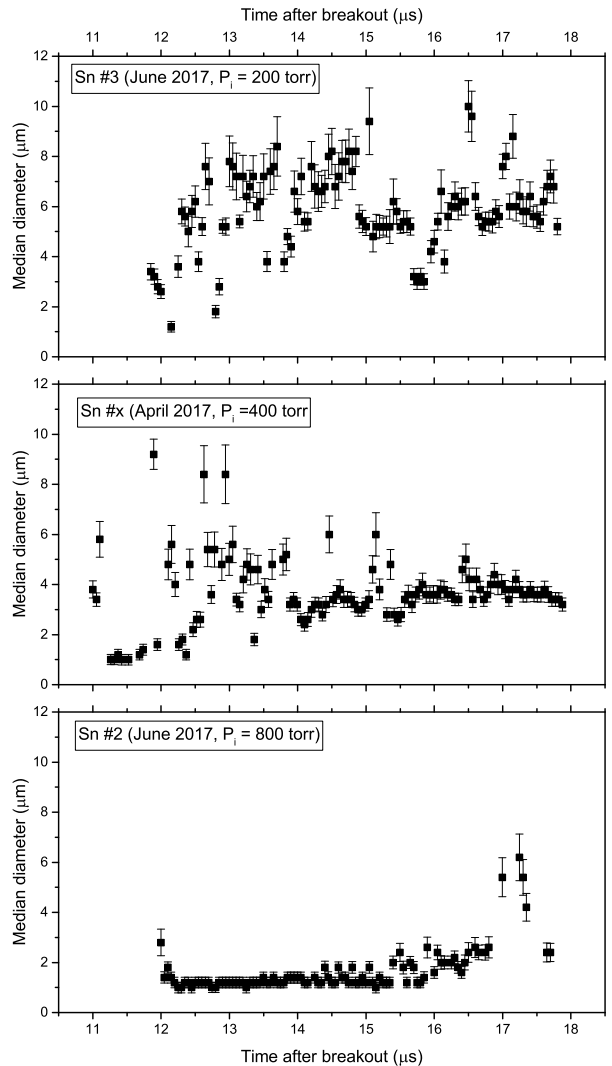 Time after breakout (μs)
11 12 13 14 15 16 17 18
12
10
8
6
4
2
0
Median diameter (μm)
Sn #3 (June 2017, Pi = 200 torr)
12
10
8
6
4
2
0
Median diameter (μm)
Sn #x (April 2017, Pi =400 torr
12
10
8
6
4
2
0
Median diameter (μm)
Sn #2 (June 2017, Pi = 800 torr)
11 12 13 14 15 16 17 18
Time after breakout (μs)